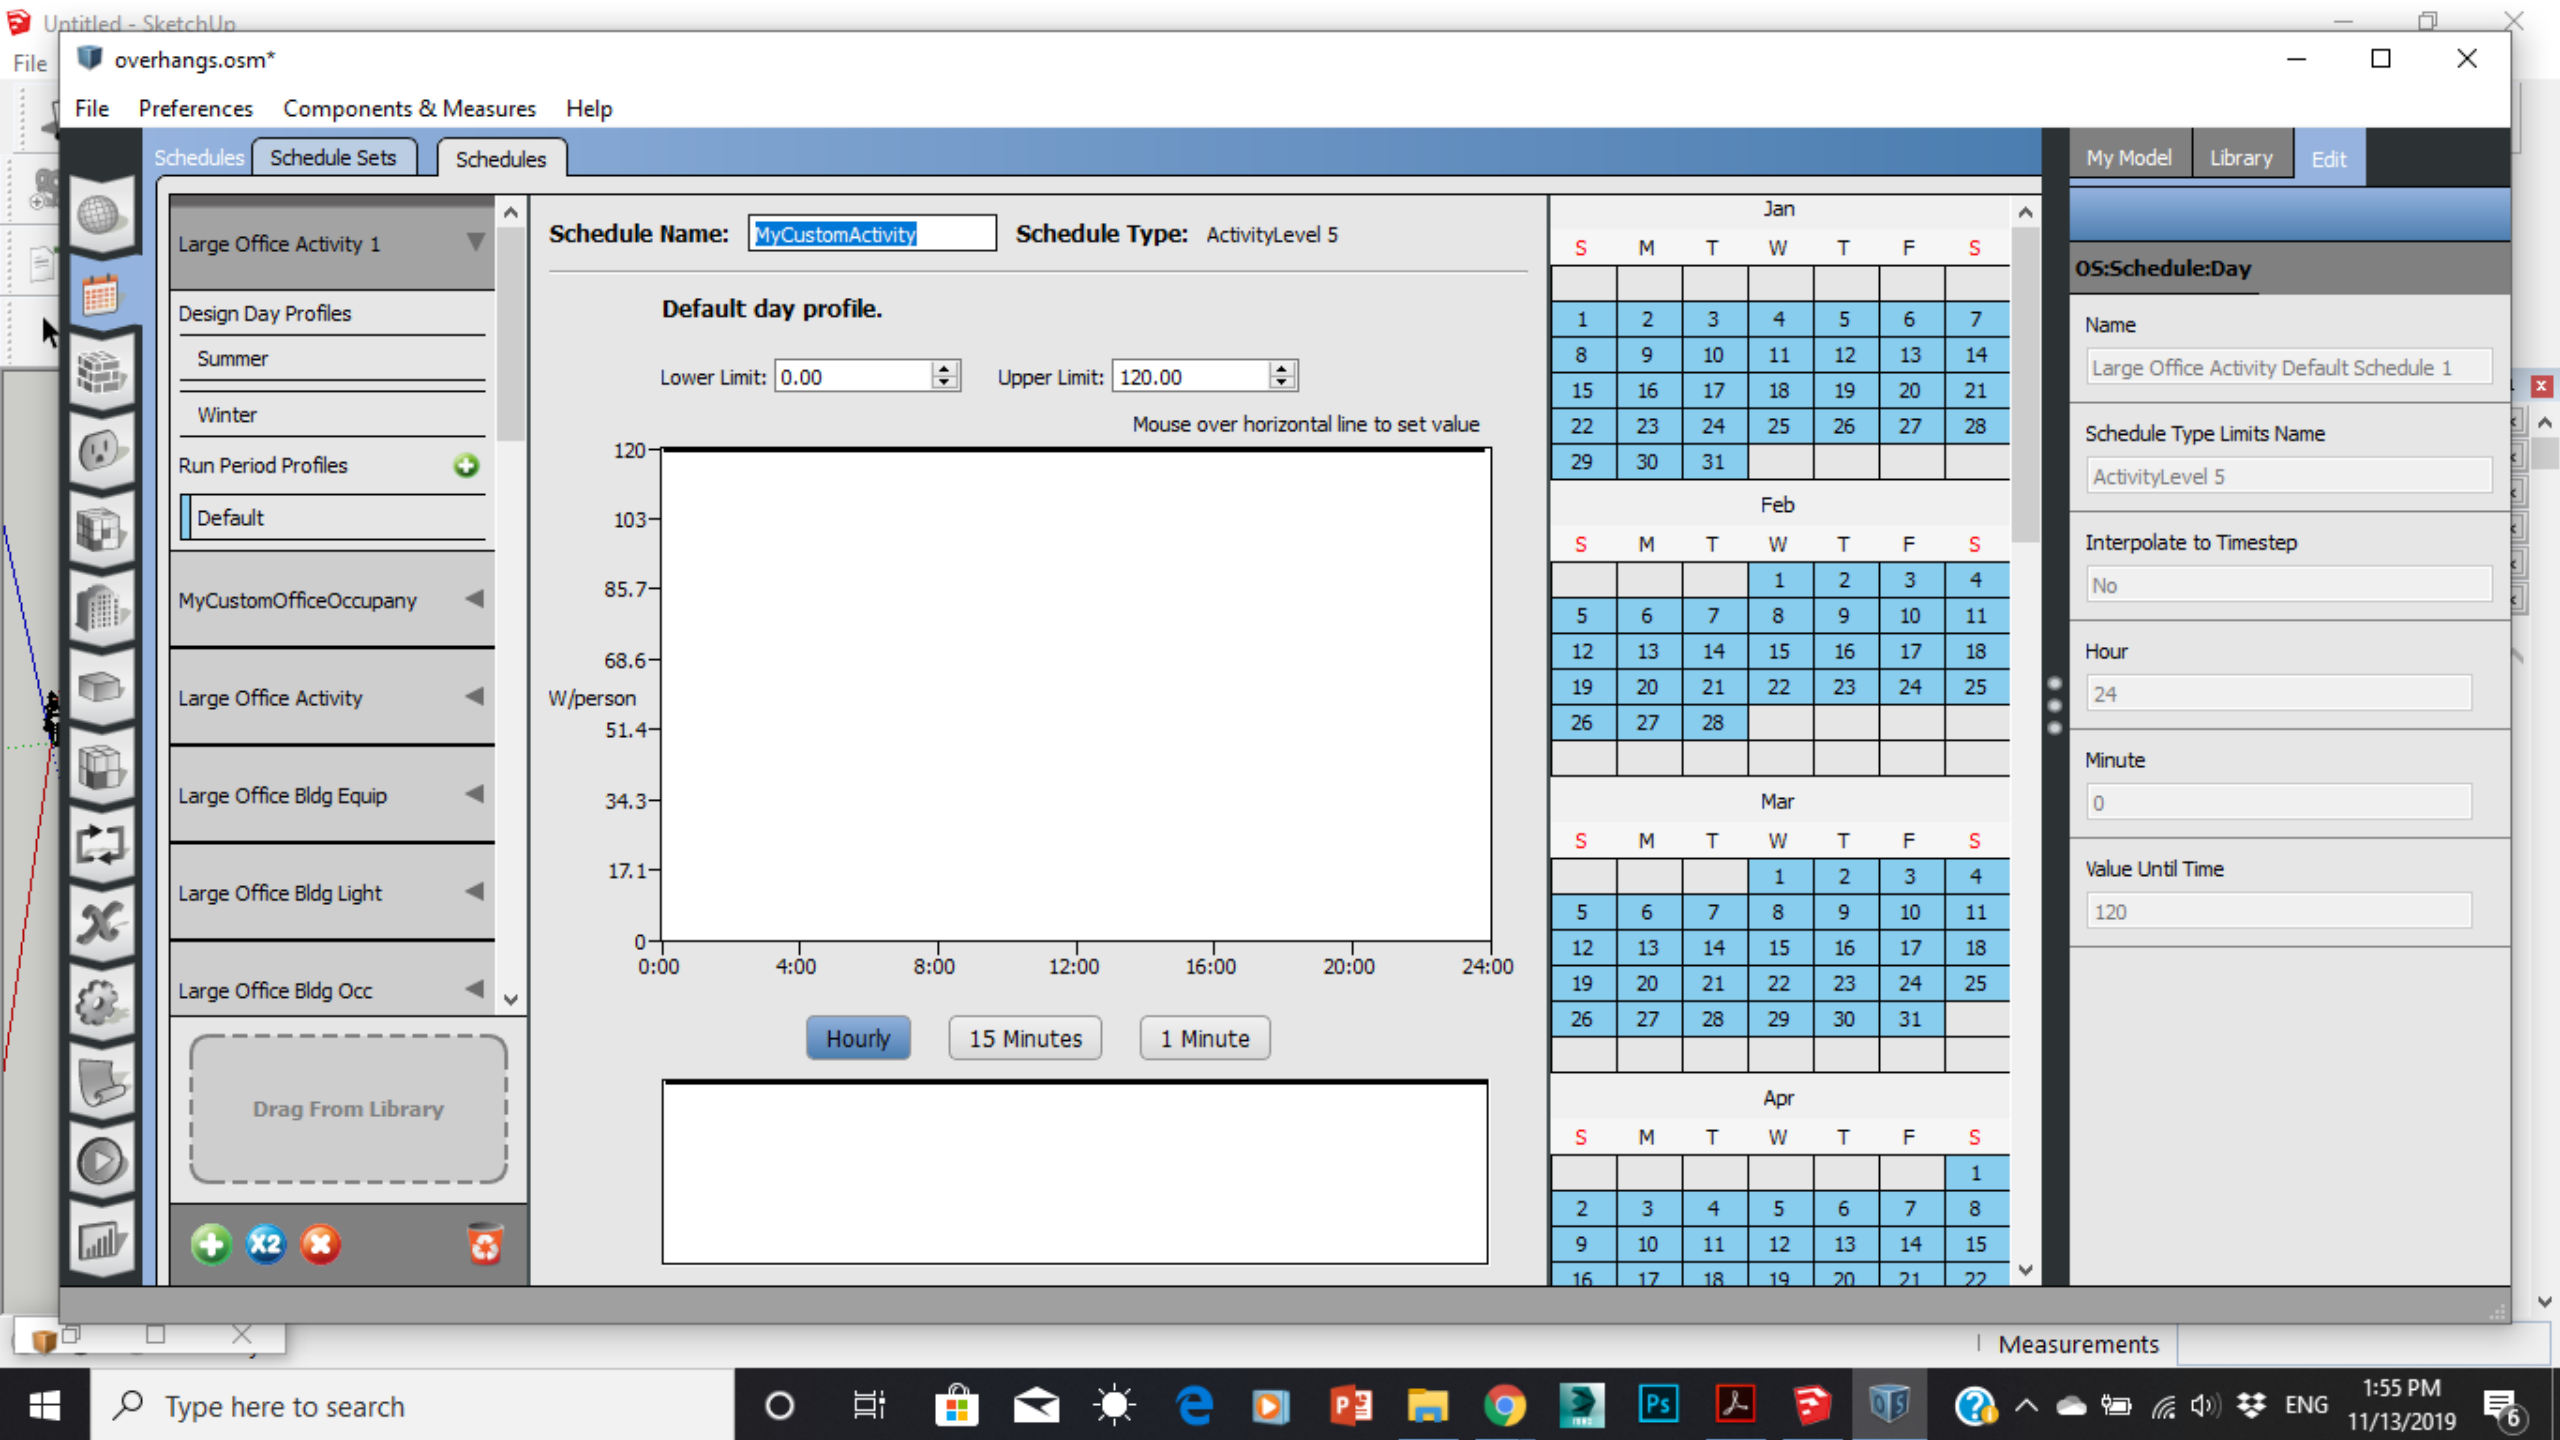 Untitled - SketchUp
File
overhangs.osm*
File Preferences Components & Measures Help
Schedules Schedule Sets Schedules
My Model Library Edit
Large Office Activity 1
Design Day Profiles
Summer
Winter
Run Period Profiles
Default
MyCustomOfficeOccupany
Large Office Activity
Large Office Bldg Equip
Large Office Bldg Light
Large Office Bldg Occ
Drag From Library
X2
Schedule Name: MyCustomActivity Schedule Type: ActivityLevel 5
Default day profile.
Lower Limit: 0.00 Upper Limit: 120.00
Mouse over horizontal line to set value
120
103
85.7
68.6
W/person
51.4
34.3
17.1
0
0:00 4:00 8:00 12:00 16:00 20:00 24:00
Hourly 15 Minutes 1 Minute
Jan
S M T W T F S
1 2 3 4 5 6 7
8 9 10 11 12 13 14
15 16 17 18 19 20 21
22 23 24 25 26 27 28
29 30 31
Feb
S M T W T F S
1 2 3 4
5 6 7 8 9 10 11
12 13 14 15 16 17 18
19 20 21 22 23 24 25
26 27 28
Mar
S M T W T F S
1 2 3 4
5 6 7 8 9 10 11
12 13 14 15 16 17 18
19 20 21 22 23 24 25
26 27 28 29 30 31
Apr
S M T W T F S
1
2 3 4 5 6 7 8
9 10 11 12 13 14 15
16 17 18 19 20 21 22
OS:Schedule:Day
Name
Large Office Activity Default Schedule 1
Schedule Type Limits Name
ActivityLevel 5
Interpolate to Timestep
No
Hour
24
Minute
0
Value Until Time
120
Measurements
Type here to search
Ps
OS
ENG
1:55 PM
11/13/2019
6